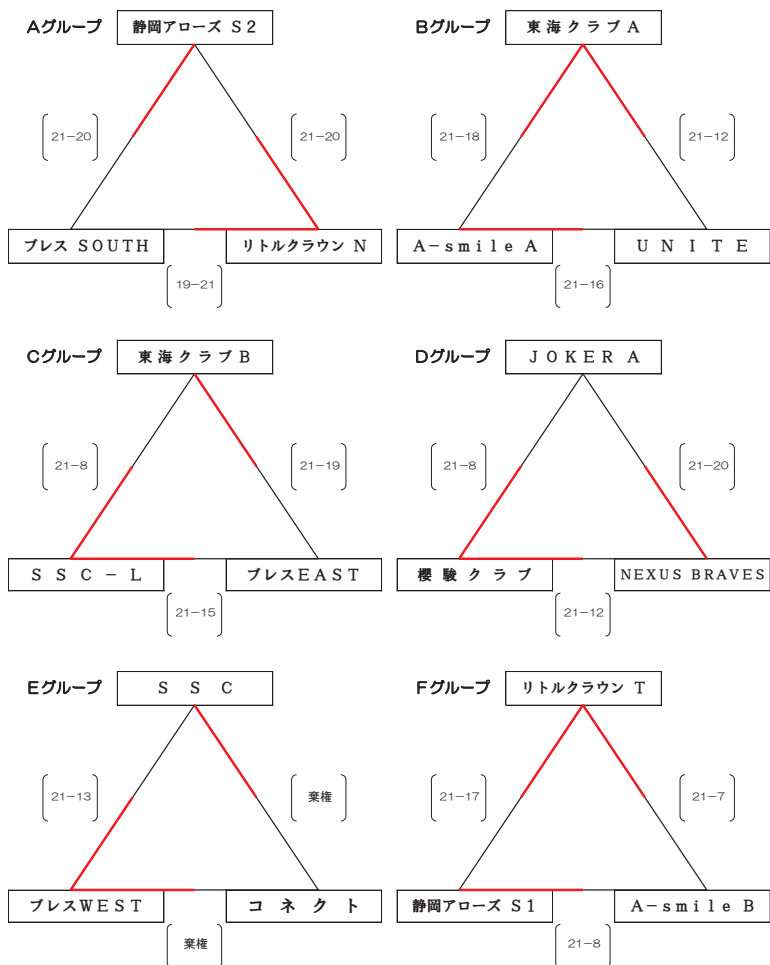 Aグループ 静岡アローズ S2
21-20 21-20
ブレス SOUTH リトルクラウン N
19-21
Bグループ 東海クラブA
21-18 21-12
A-smile A UNITE
21-16
Cグループ 東海クラブB
21-8 21-19
SSC-L ブレスEAST
21-15
Dグループ JOKER A
21-8 21-20
櫻駿クラブ NEXUS BRAVES
21-12
Eグループ SSC
21-13 棄権
ブレスWEST コネクト
棄権
Fグループ リトルクラウン T
21-17 21-7
静岡アローズ S1 A-smile B
21-8